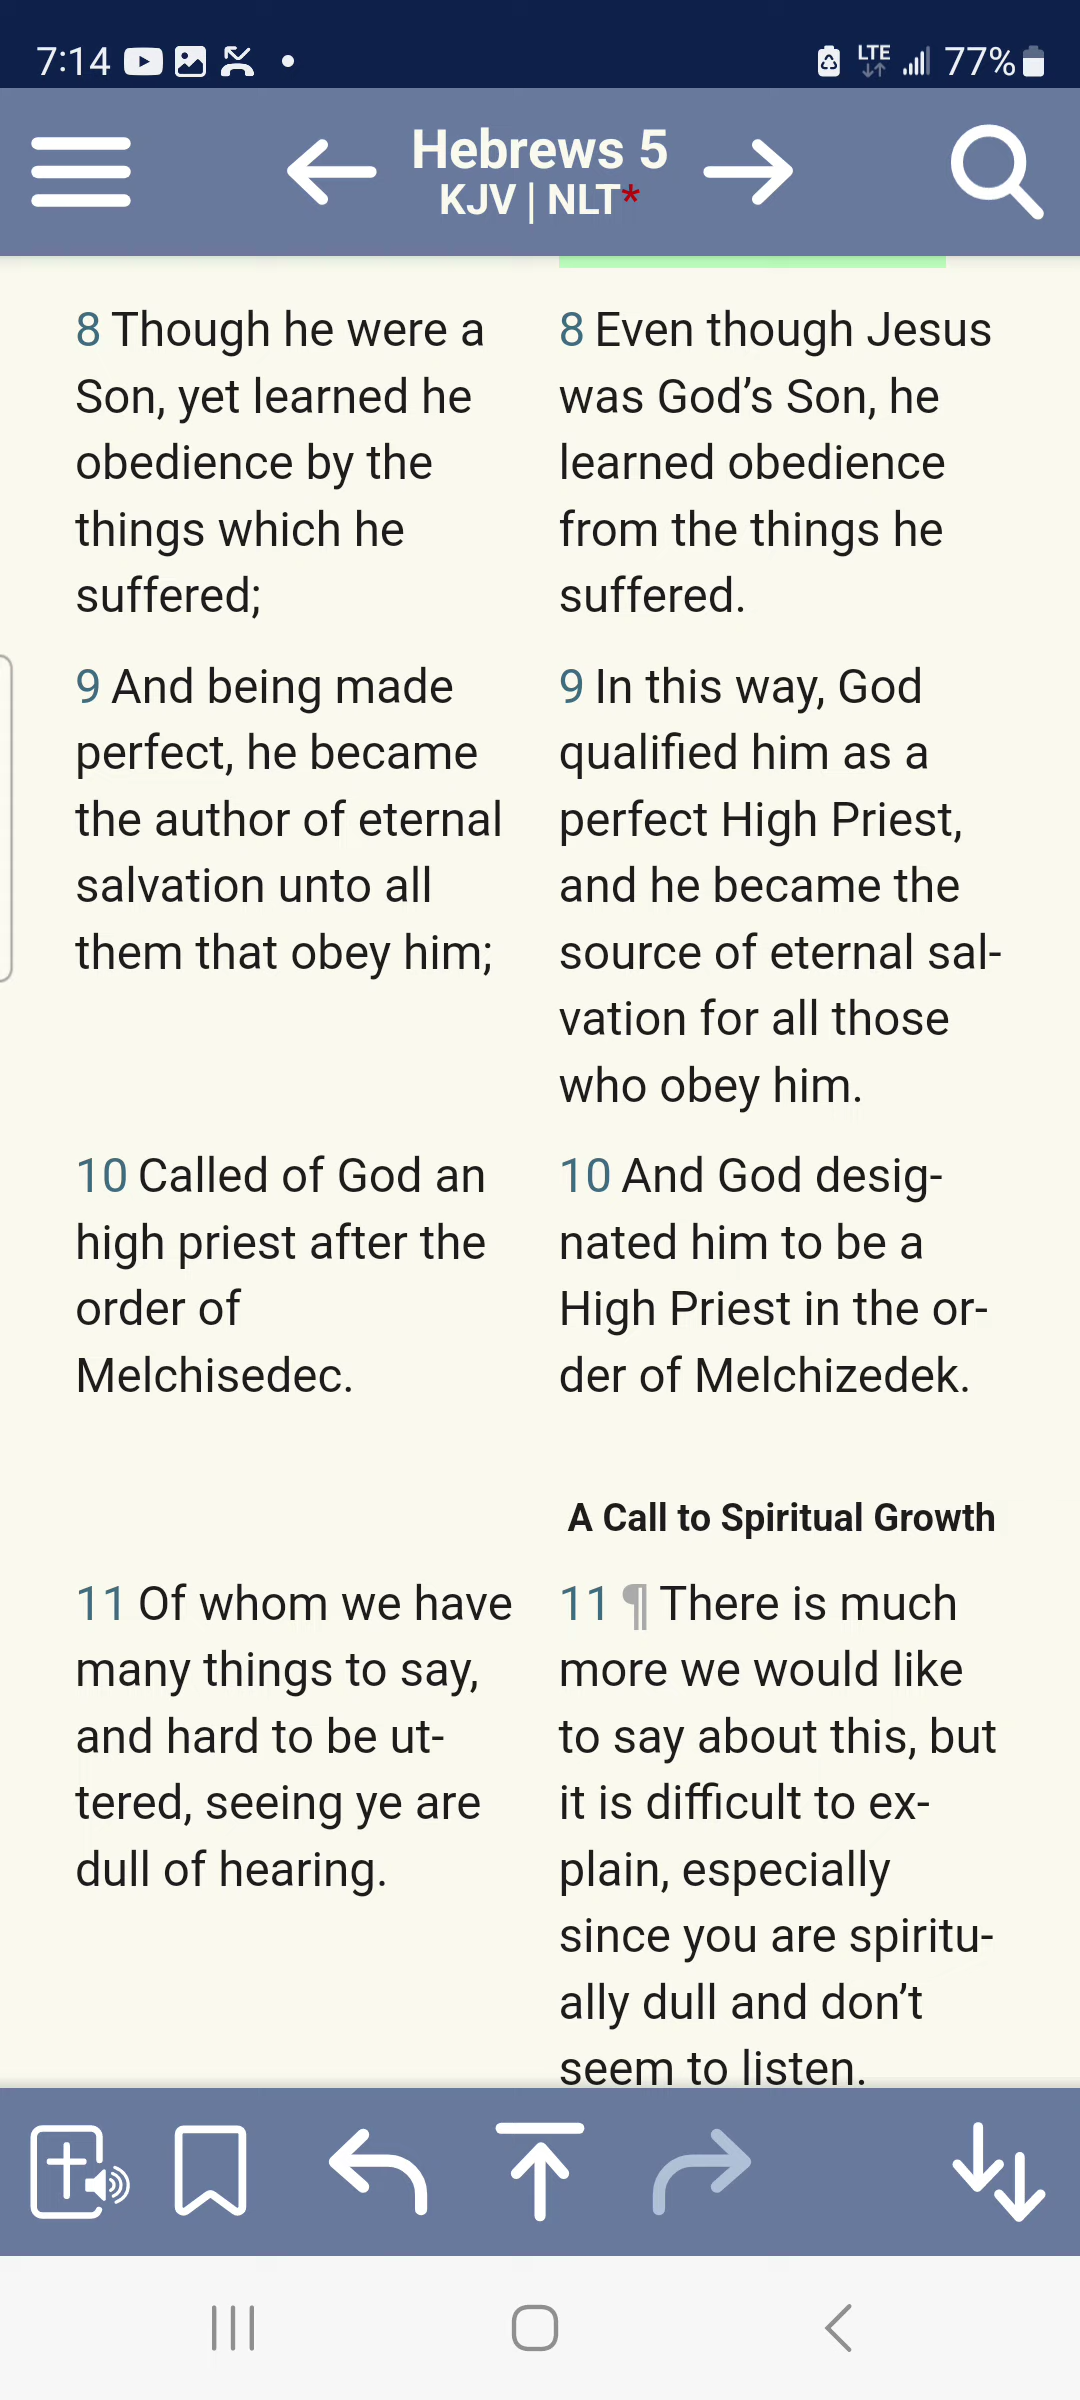 7:14
LTE
77%
Hebrews 5
KJV | NLT*
8 Though he were a
Son, yet learned he
obedience by the
things which he
suffered;
9 And being made
perfect, he became
the author of eternal
salvation unto all
them that obey him;
10 Called of God an
high priest after the
order of
Melchisedec.
11 Of whom we have
many things to say,
and hard to be ut-
tered, seeing ye are
dull of hearing.
8 Even though Jesus
was God’s Son, he
learned obedience
from the things he
suffered.
9 In this way, God
qualified him as a
perfect High Priest,
and he became the
source of eternal sal-
vation for all those
who obey him.
10 And God desig-
nated him to be a
High Priest in the or-
der of Melchizedek.
A Call to Spiritual Growth
11 ¶ There is much
more we would like
to say about this, but
it is difficult to ex-
plain, especially
since you are spiritu-
ally dull and don’t
seem to listen.